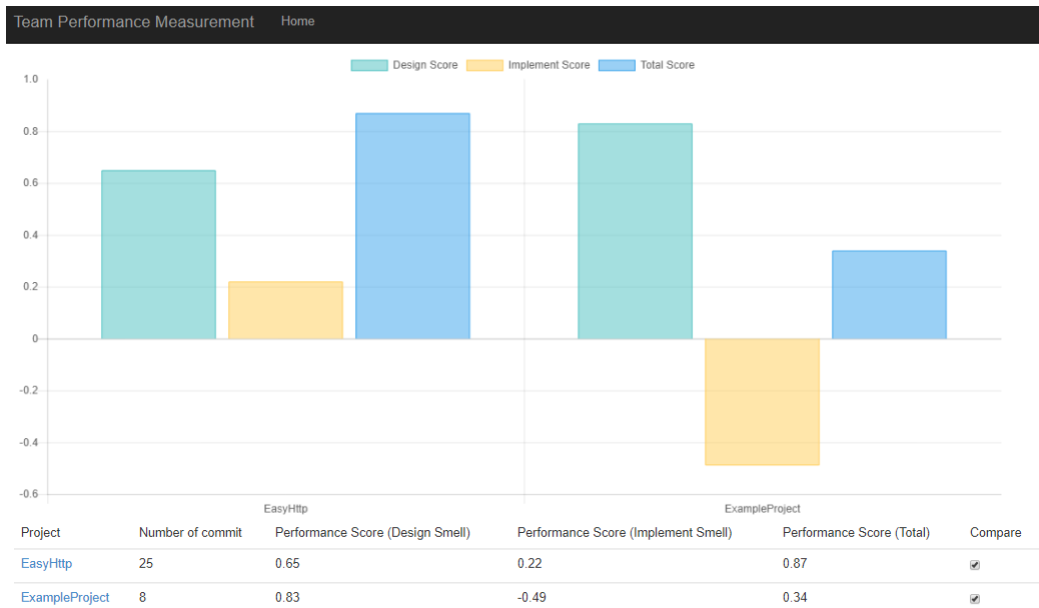 Team Performance Measurement Home
Design Score Implement Score Total Score
1.0
0.8
0.6
0.4
0.2
0
-0.2
-0.4
-0.6
EasyHttp ExampleProject
Project Number of commit Performance Score (Design Smell) Performance Score (Implement Smell) Performance Score (Total) Compare
EasyHttp 25 0.65 0.22 0.87
ExampleProject 8 0.83 -0.49 0.34